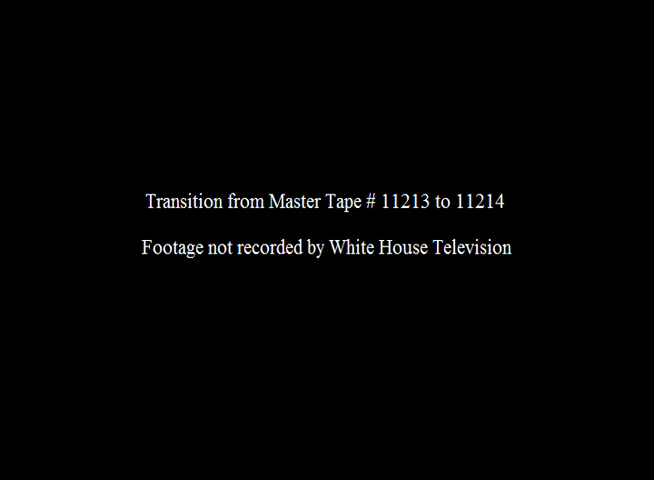 Transition from Master Tape # 11213 to 11214
Footage not recorded by White House Television